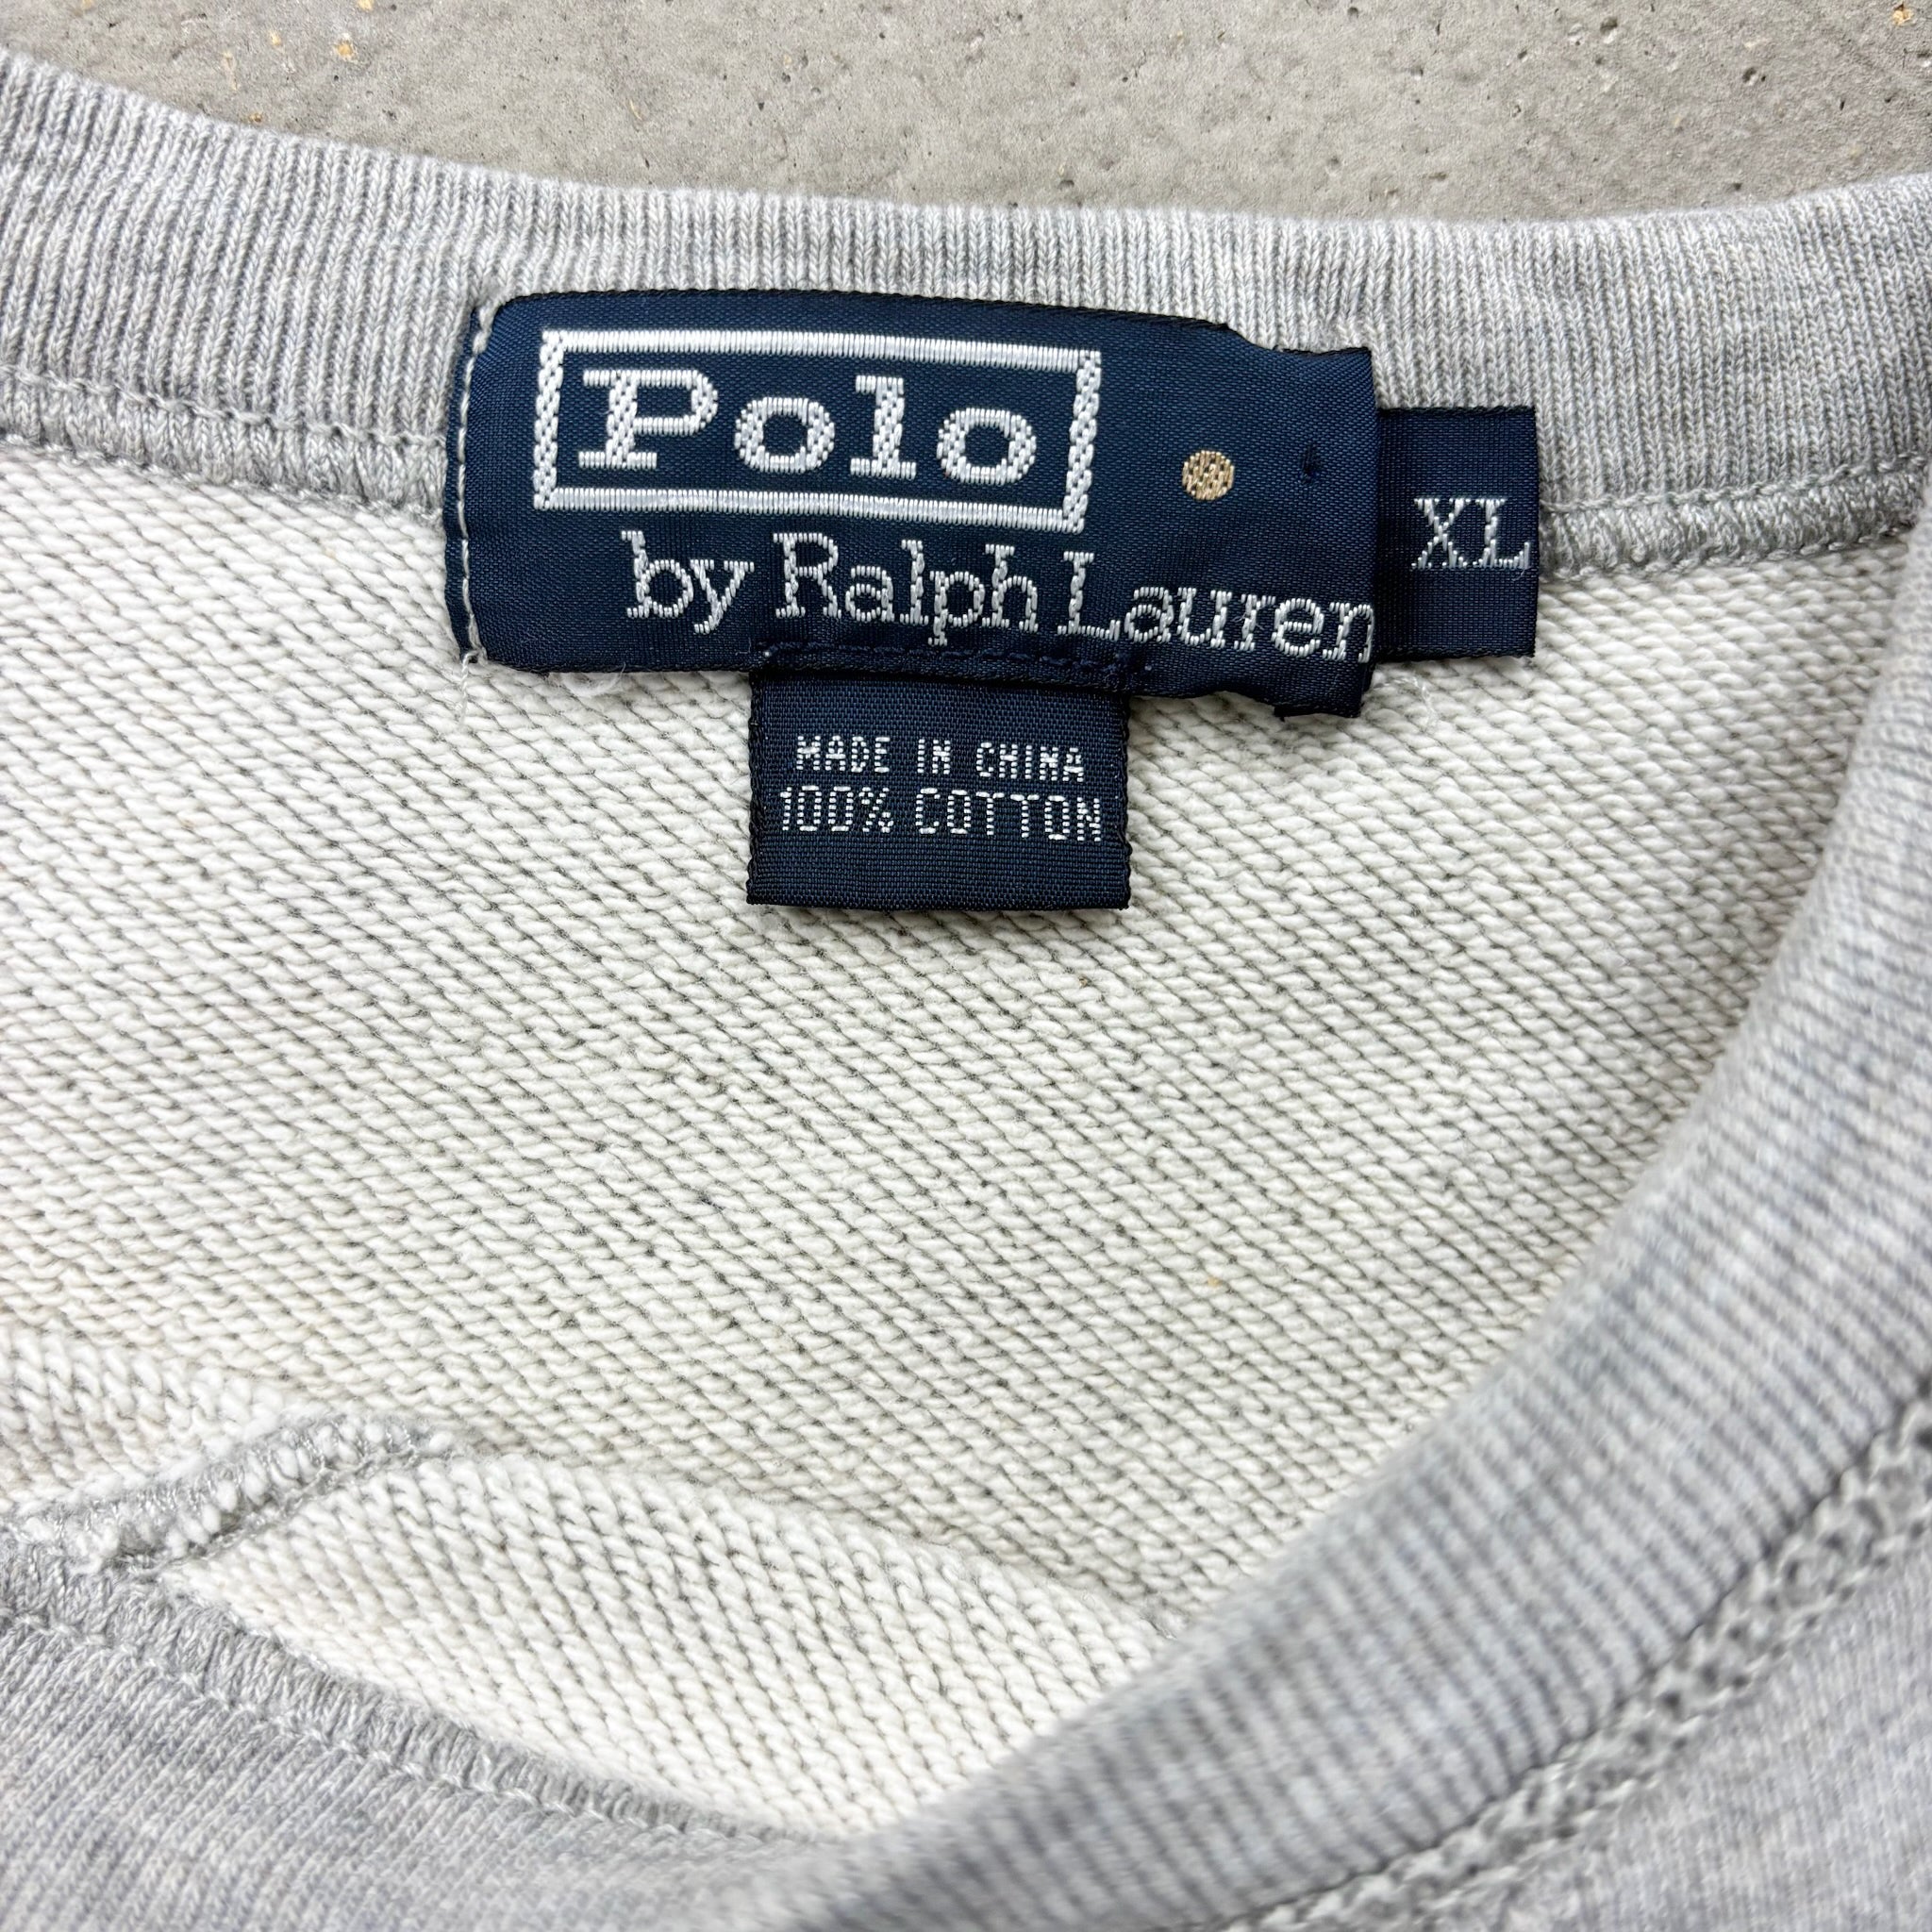 Polo
by Ralph Lauren
XL
MADE IN CHINA
100% COTTON